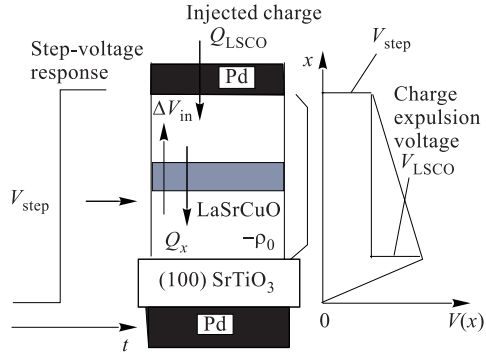 Injected charge
Q_LSCO
Step-voltage
response
x
V_step
Pd
ΔV_in
Charge
expulsion
voltage
V_LSCO
V_step
LaSrCuO
Q_x
−ρ_0
(100) SrTiO_3
Pd
t
0
V(x)